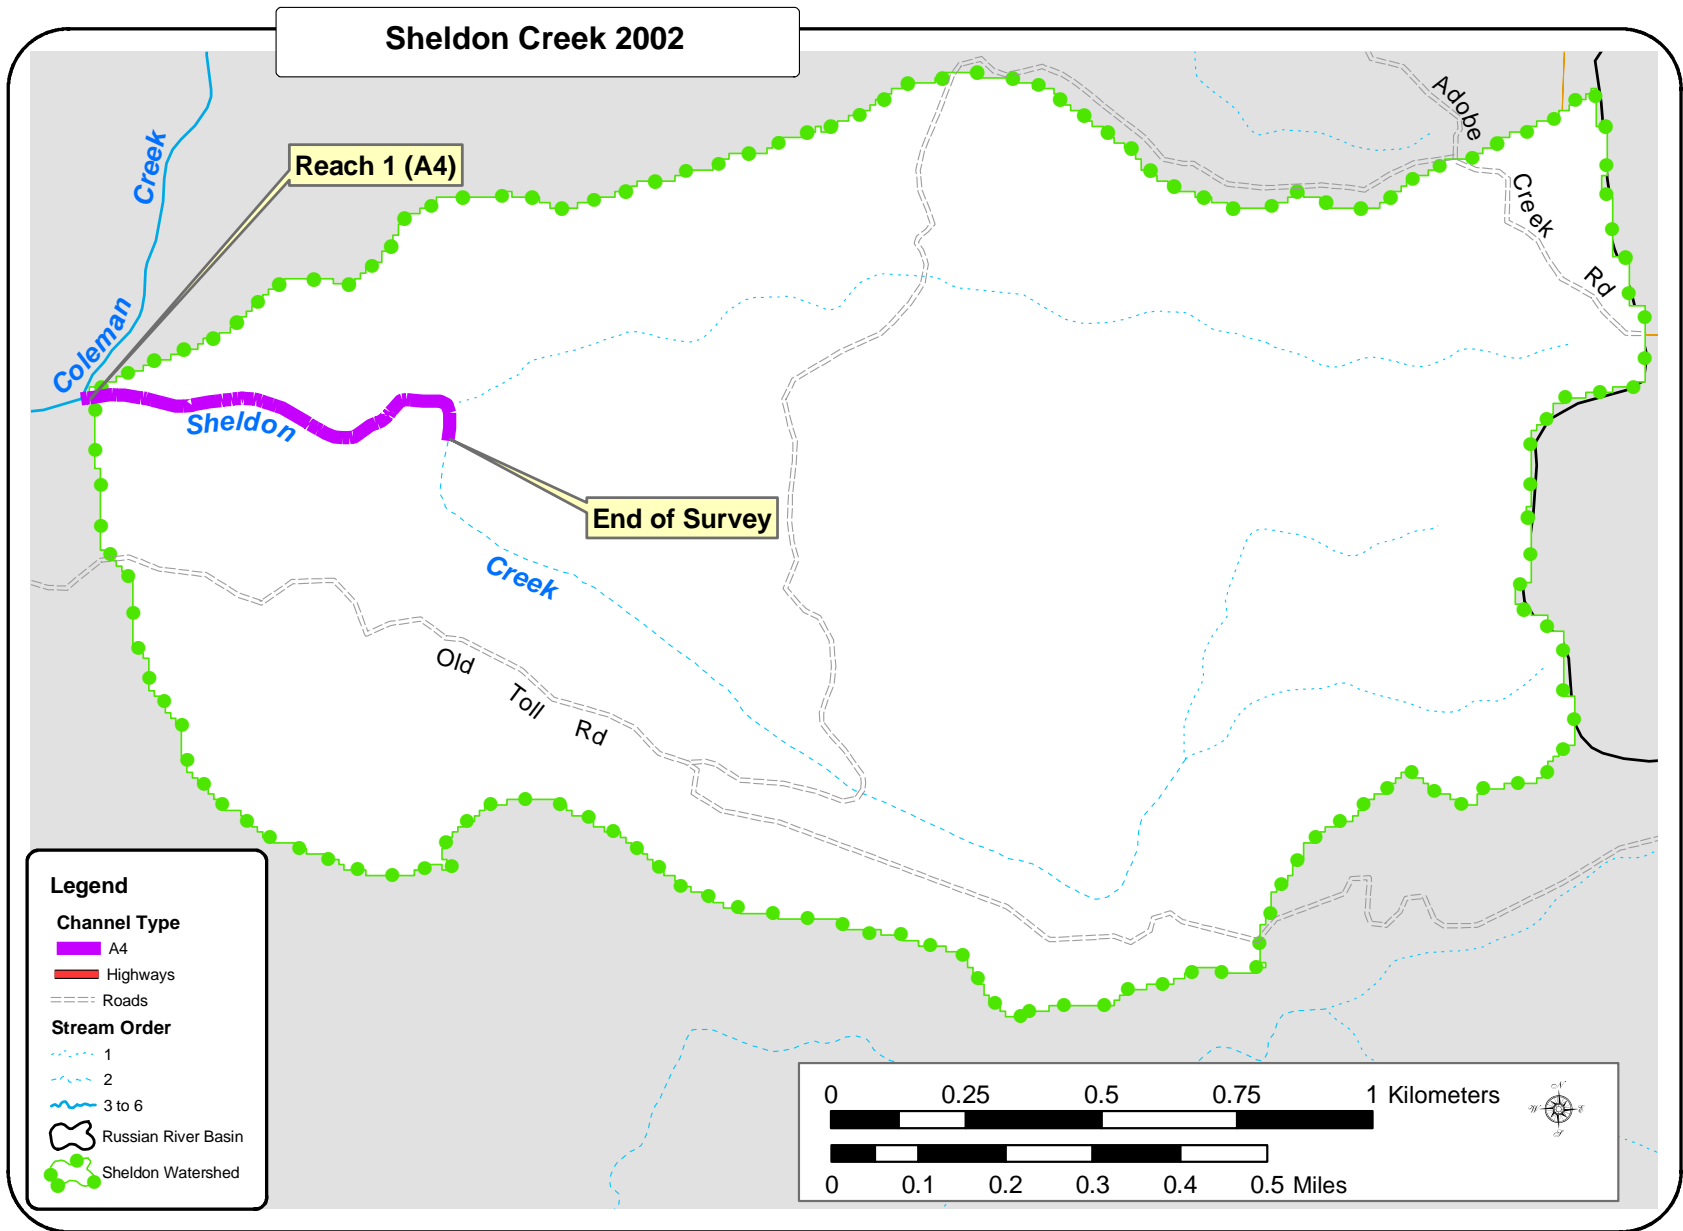 Sheldon Creek 2002
Adobe
Creek
Rd
Creek
Coleman
Reach 1 (A4)
Sheldon
End of Survey
Creek
Old
Toll
Rd
Legend
Channel Type
A4
Highways
Roads
Stream Order
1
2
3 to 6
Russian River Basin
Sheldon Watershed
0 0.25 0.5 0.75 1 Kilometers
0 0.1 0.2 0.3 0.4 0.5 Miles
N
W E
S